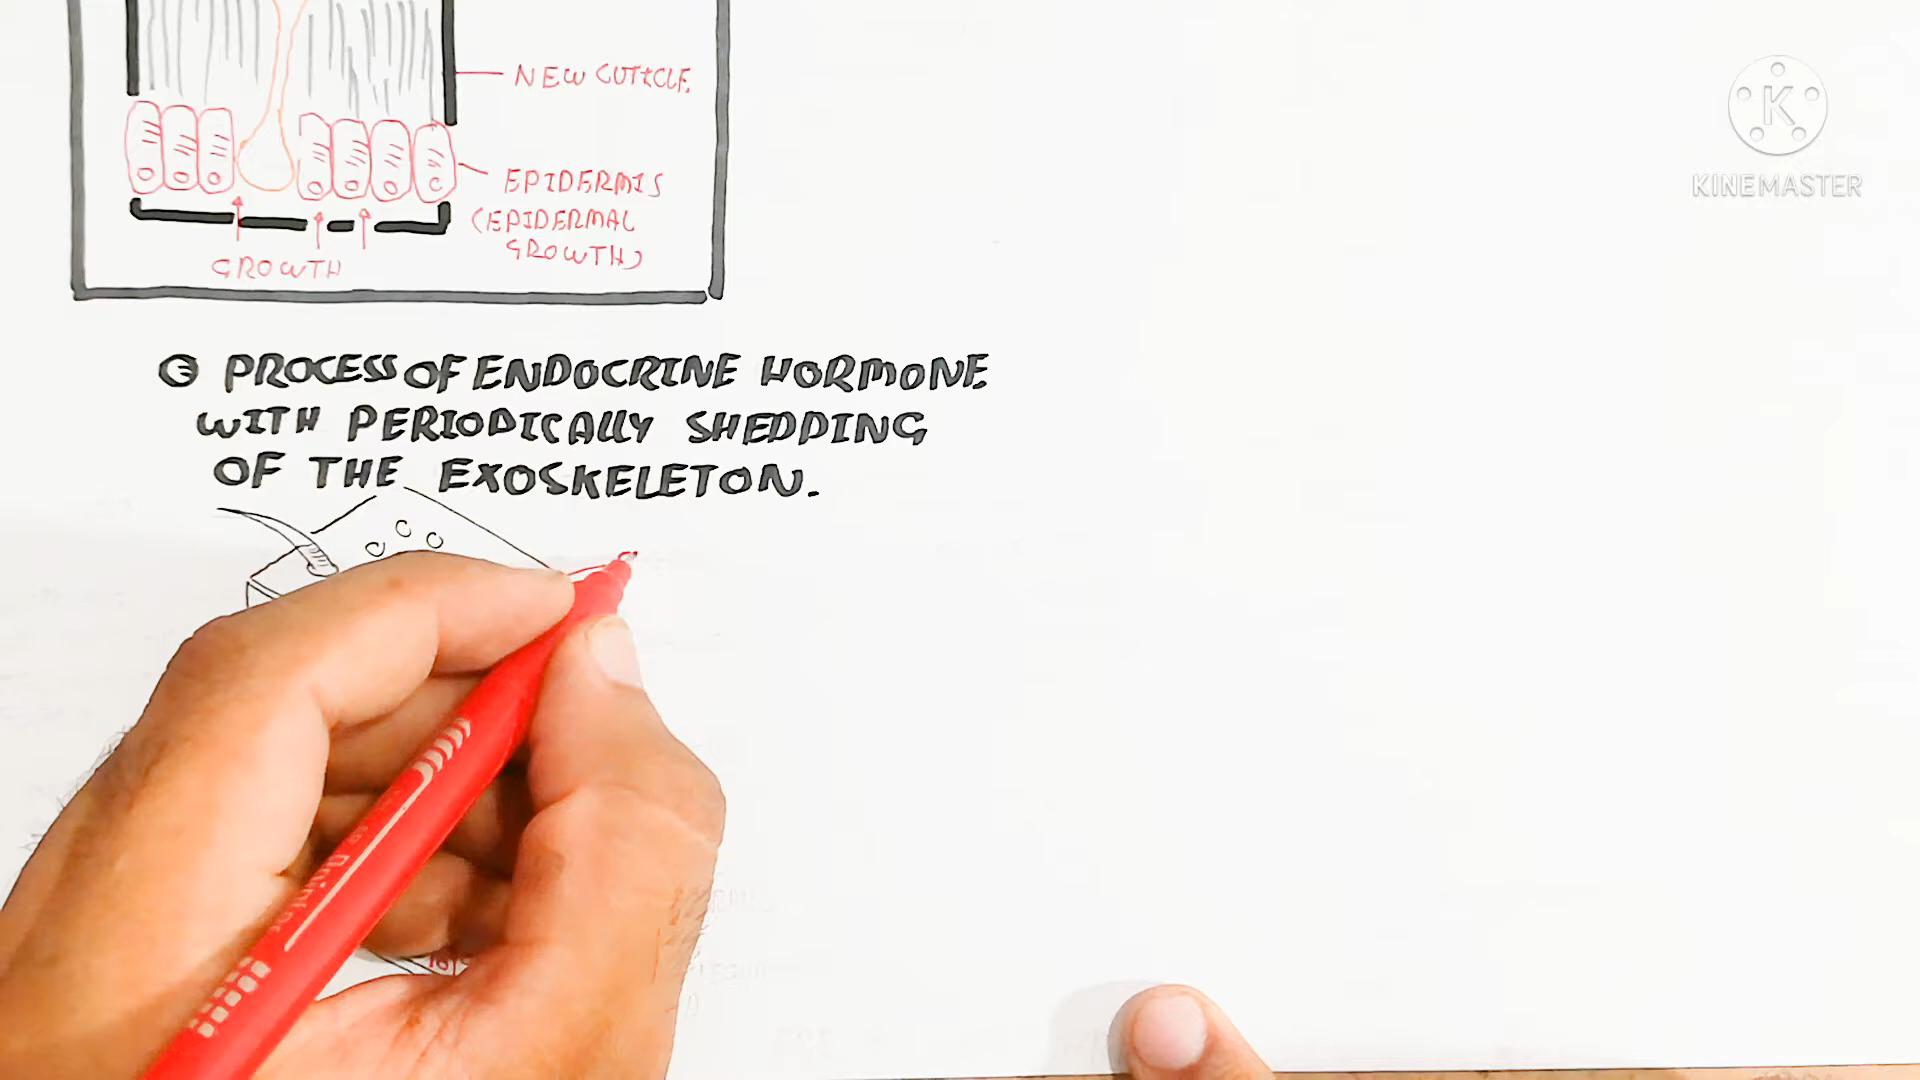 NEW CUTICLE
EPIDERMIS
(EPIDERMAL
GROWTH)
GROWTH
PROCESS OF ENDOCRINE HORMONE
WITH PERIODICALLY SHEDDING
OF THE EXOSKELETON.
K
KINEMASTER